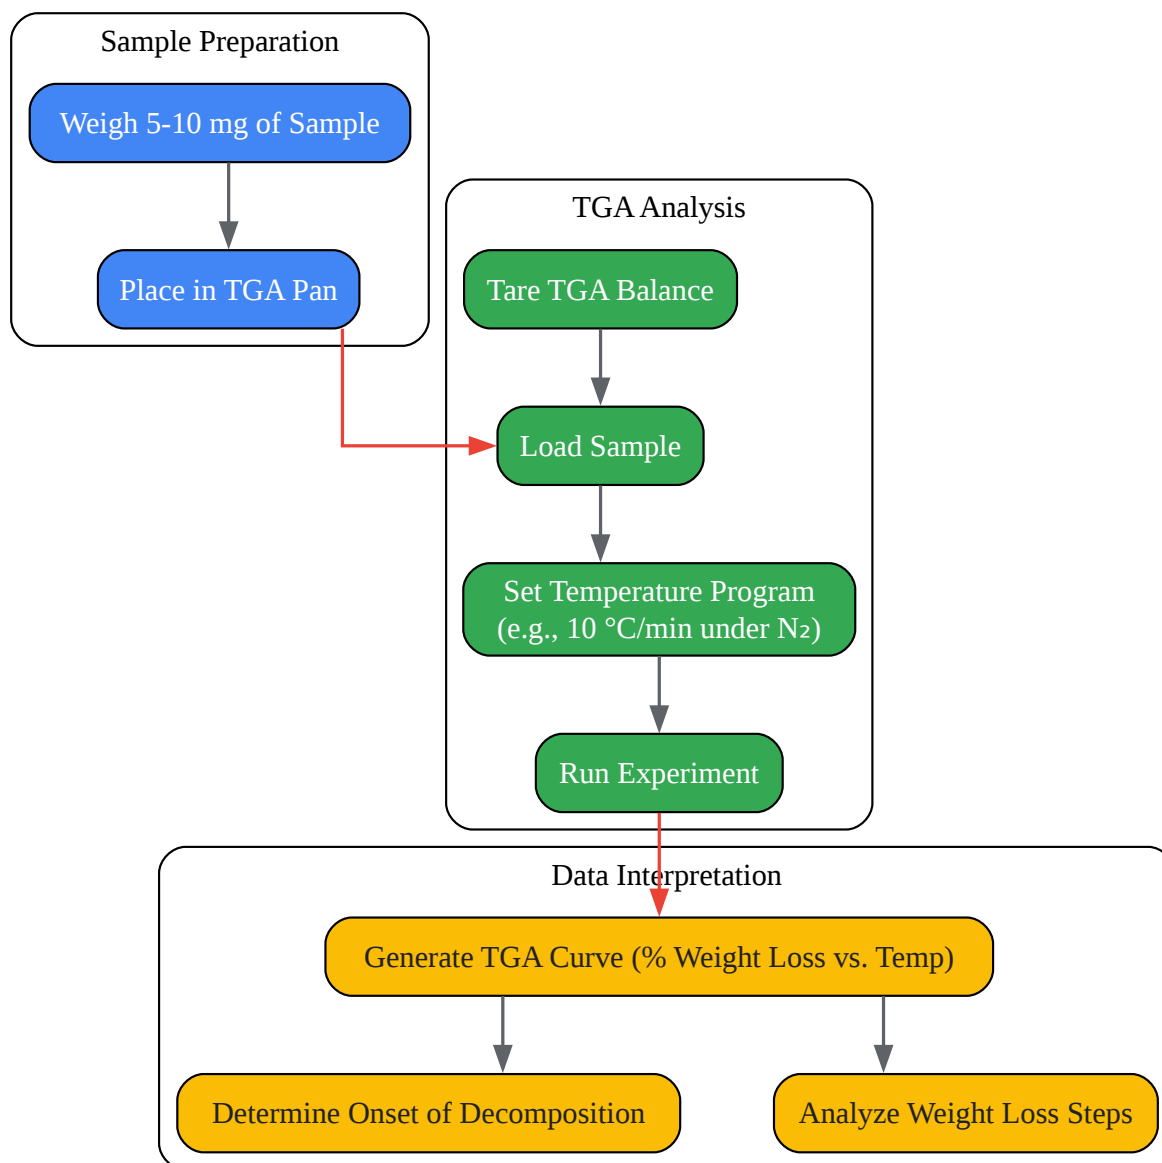 Sample Preparation
Weigh 5-10 mg of Sample
Place in TGA Pan
TGA Analysis
Tare TGA Balance
Load Sample
Set Temperature Program
(e.g., 10 °C/min under N₂)
Run Experiment
Data Interpretation
Generate TGA Curve (% Weight Loss vs. Temp)
Determine Onset of Decomposition
Analyze Weight Loss Steps